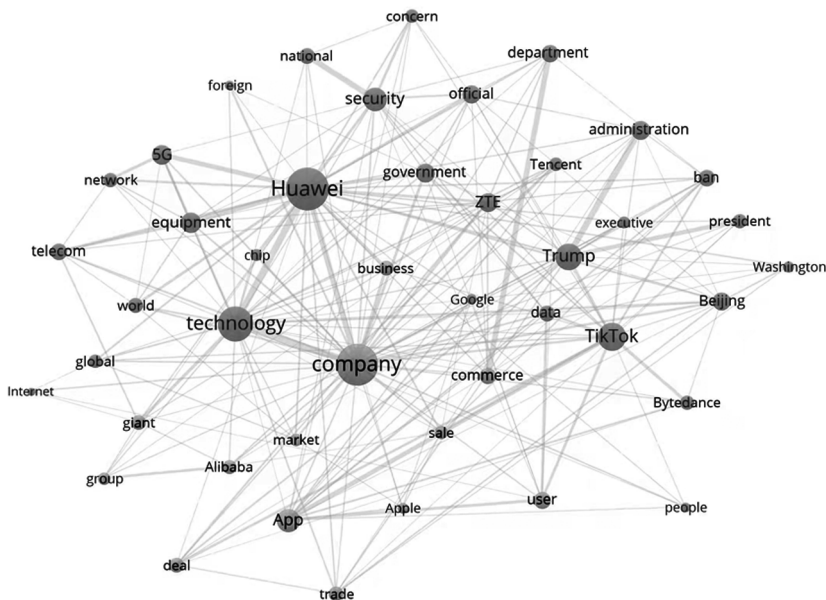 concern
national
department
foreign
security
official
administration
5G
network
Huawei
government
Tencent
ban
equipment
ZTE
executive
president
telecom
chip
business
Trump
Washington
world
technology
Google
data
Beijing
TikTok
global
company
commerce
Internet
Bytedance
giant
market
sale
group
Alibaba
App
Apple
user
people
deal
trade